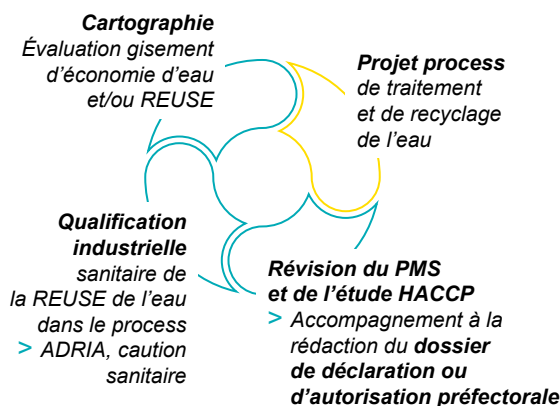 Cartographie
Évaluation gisement
d’économie d’eau
et/ou REUSE
Projet process
de traitement
et de recyclage
de l’eau
Qualification
industrielle
sanitaire de
la REUSE de l’eau
dans le process
> ADRIA, caution
sanitaire
Révision du PMS
et de l’étude HACCP
> Accompagnement à la
rédaction du dossier
de déclaration ou
d’autorisation préfectorale